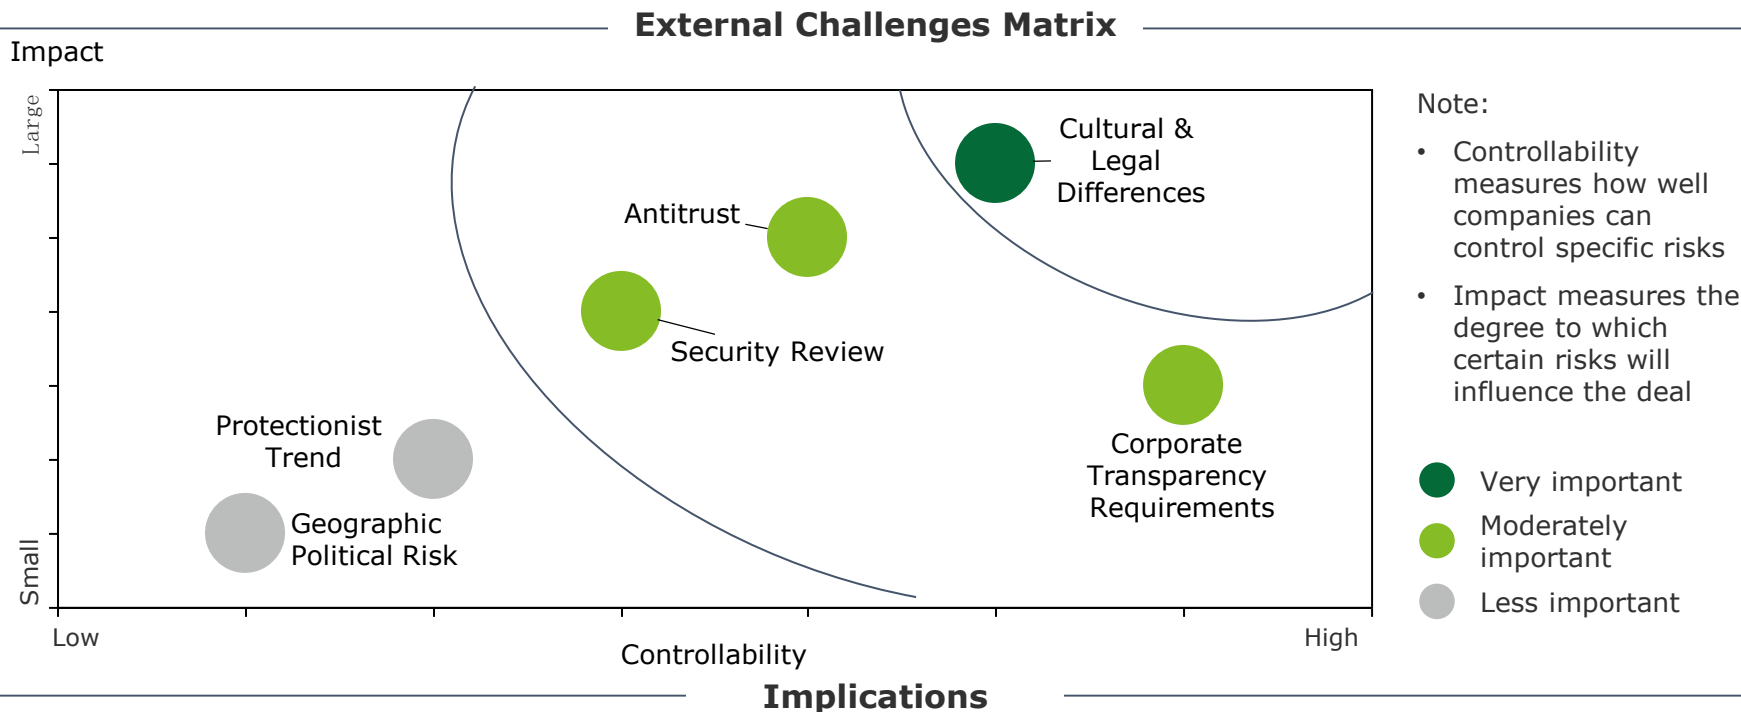 External Challenges Matrix
Impact
Large
Small
Cultural &
Legal
Differences
Antitrust
Security Review
Protectionist
Trend
Geographic
Political Risk
Corporate
Transparency
Requirements
Low
High
Controllability
Note:
• Controllability
measures how well
companies can
control specific risks
• Impact measures the
degree to which
certain risks will
influence the deal
Very important
Moderately
important
Less important
Implications